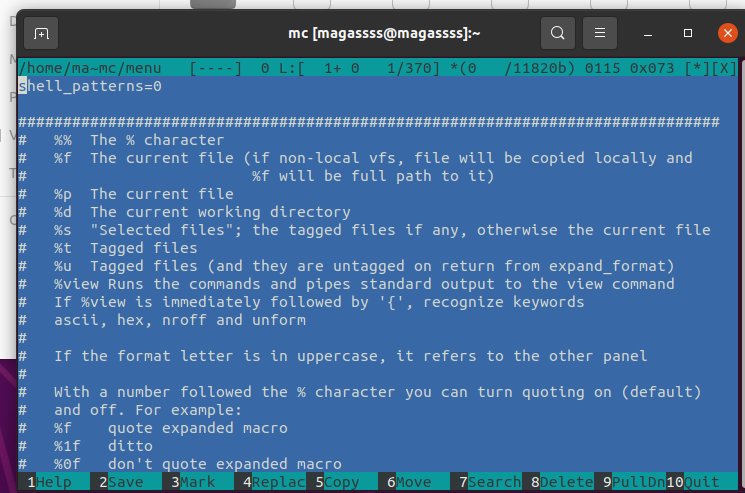 mc [magassss@magassss]:~
/home/ma~mc/menu   [----]  0 L:[  1+ 0   1/370] *(0   /11820b) 0115 0x073 [*][X]
shell_patterns=0
###############################################################################
#   %%  The % character
#   %f  The current file (if non-local vfs, file will be copied locally and
#                         %f will be full path to it)
#   %p  The current file
#   %d  The current working directory
#   %s  "Selected files"; the tagged files if any, otherwise the current file
#   %t  Tagged files
#   %u  Tagged files (and they are untagged on return from expand_format)
#   %view Runs the commands and pipes standard output to the view command
#   If %view is immediately followed by '{', recognize keywords
#   ascii, hex, nroff and unform
#
#   If the format letter is in uppercase, it refers to the other panel
#
#   With a number followed the % character you can turn quoting on (default)
#   and off. For example:
#   %f    quote expanded macro
#   %1f   ditto
#   %0f   don't quote expanded macro
1Help  2Save  3Mark  4Replac 5Copy  6Move  7Search 8Delete 9PullDn 10Quit